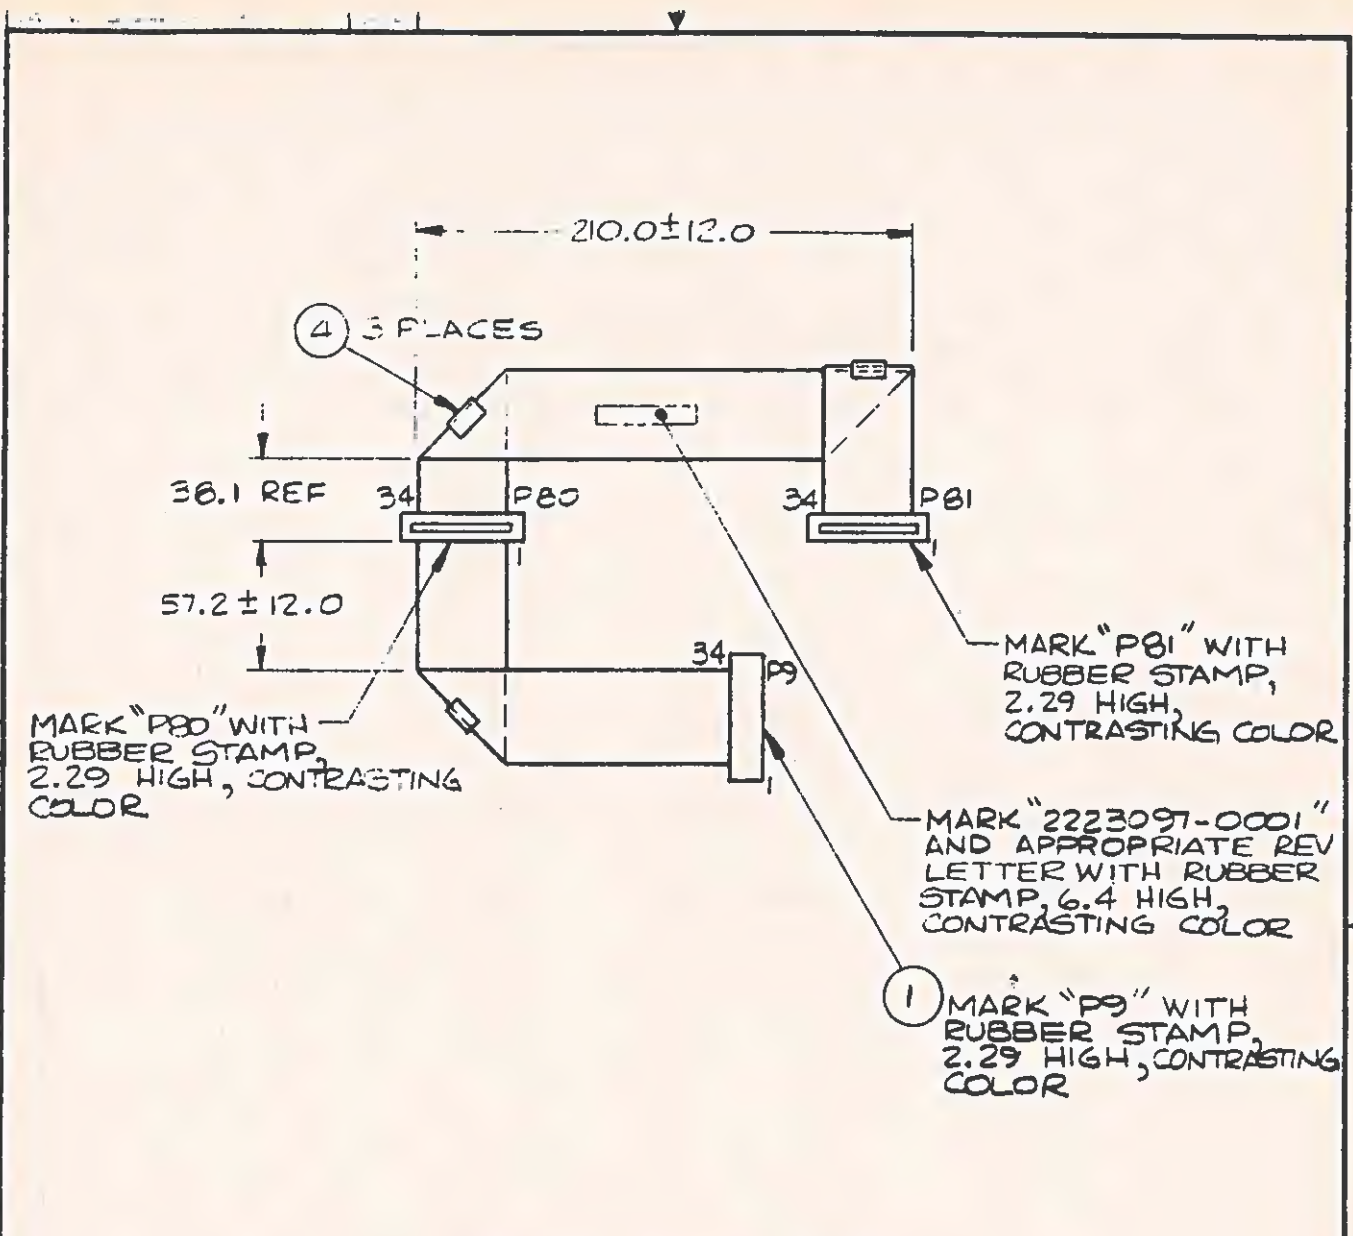 210.0±12.0
4 3 PLACES
38.1 REF
34 P80
34 P81
1
1
57.2±12.0
34 P9
1
MARK "P81" WITH
RUBBER STAMP,
2.29 HIGH,
CONTRASTING COLOR
MARK "P80" WITH
RUBBER STAMP,
2.29 HIGH, CONTRASTING
COLOR
MARK "2223097-0001"
AND APPROPRIATE REV
LETTER WITH RUBBER
STAMP, 6.4 HIGH,
CONTRASTING COLOR
1 MARK "P9" WITH
RUBBER STAMP,
2.29 HIGH, CONTRASTING
COLOR